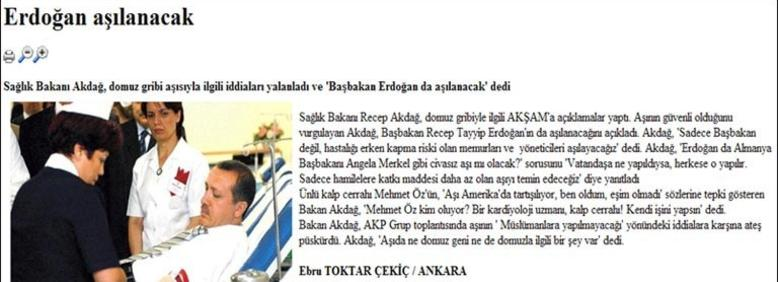 Erdoğan aşılanacak
Sağlık Bakanı Akdağ, domuz gribi aşısıyla ilgili iddiaları yalanladı ve 'Başbakan Erdoğan da aşılanacak' dedi
Sağlık Bakanı Recep Akdağ, domuz gribiyle ilgili AKŞAM'a açıklamalar yaptı. Aşının güvenli olduğunu
vurgulayan Akdağ, Başbakan Recep Tayyip Erdoğan'ın da aşılanacağını açıkladı. Akdağ, 'Sadece Başbakan
değil, hastalığı erken kapma riski olan memurları ve yöneticileri aşılayacağız' dedi. Akdağ, 'Erdoğan da Almanya
Başbakanı Angela Merkel gibi civasız aşı mı olacak?' sorusunu 'Vatandaşa ne yapıldıysa, herkese o yapılır.
Sadece hamilelere katkı maddesi daha az olan aşıyı temin edeceğiz' diye yanıtladı
Ünlü kalp cerrahı Mehmet Öz'ün, 'Aşı Amerika'da tartışılıyor, ben oldum, eşim olmadı' sözlerine tepki gösteren
Bakan Akdağ, 'Mehmet Öz kim oluyor? Bir kardiyoloji uzmanı, kalp cerrahı! Kendi işini yapsın' dedi.
Bakan Akdağ, AKP Grup toplantısında aşının ' Müslümanlara yapılmayacağı' yönündeki iddialara karşına ateş
püskürdü. Akdağ, 'Aşıda ne domuz geni ne de domuzla ilgili bir şey var' dedi.
Ebru TOKTAR ÇEKİÇ / ANKARA